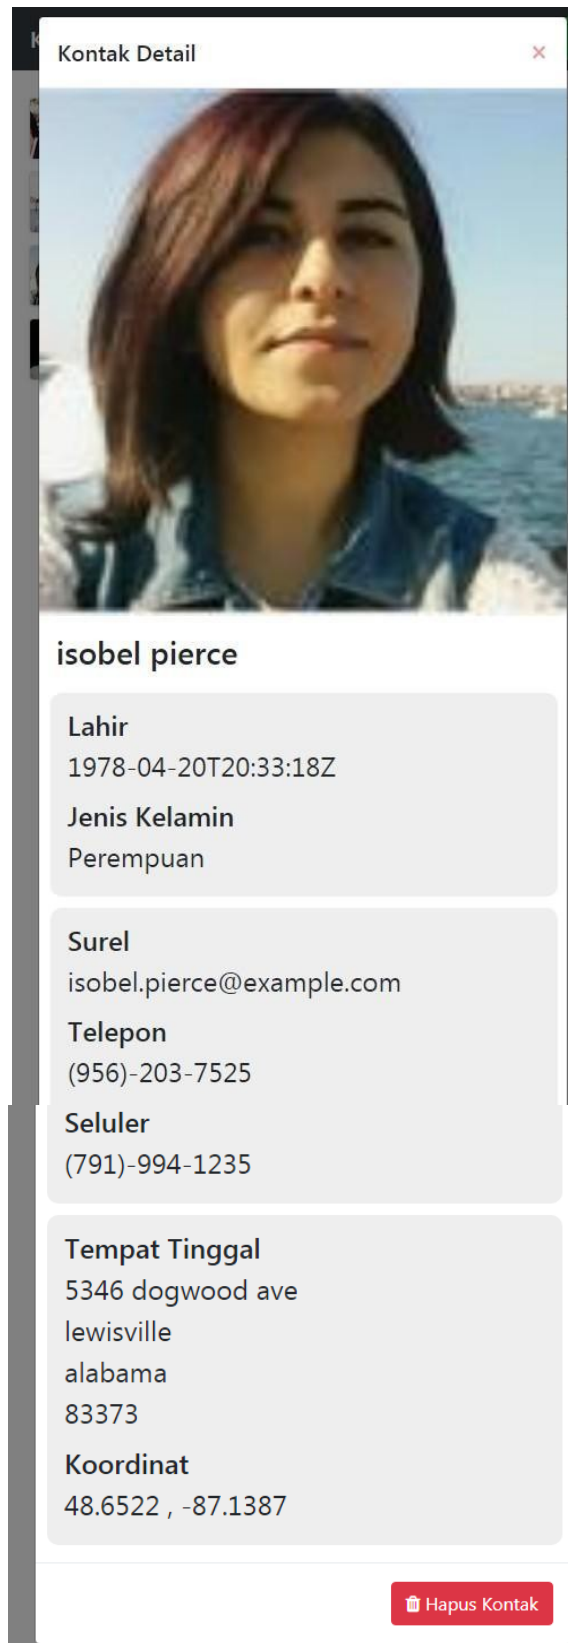 Kontak Detail
×
isobel pierce
Lahir
1978-04-20T20:33:18Z
Jenis Kelamin
Perempuan
Surel
isobel.pierce@example.com
Telepon
(956)-203-7525
Seluler
(791)-994-1235
Tempat Tinggal
5346 dogwood ave
lewisville
alabama
83373
Koordinat
48.6522 , -87.1387
Hapus Kontak